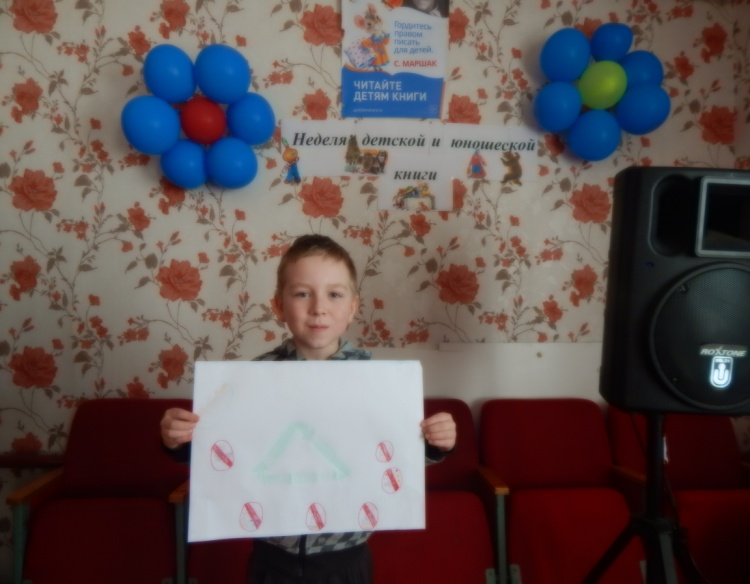 Гордитесь
правом
писать
для детей.
С. МАРШАК
ЧИТАЙТЕ
ДЕТЯМ КНИГИ
Неделя детской и юношеской
книги
ROXTONE